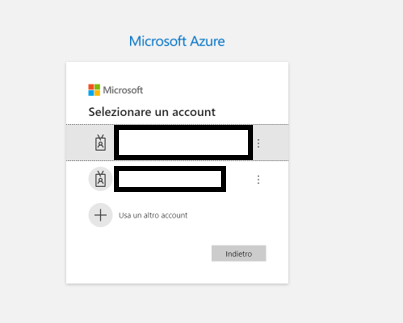 Microsoft Azure
Microsoft
Selezionare un account
Usa un altro account
Indietro